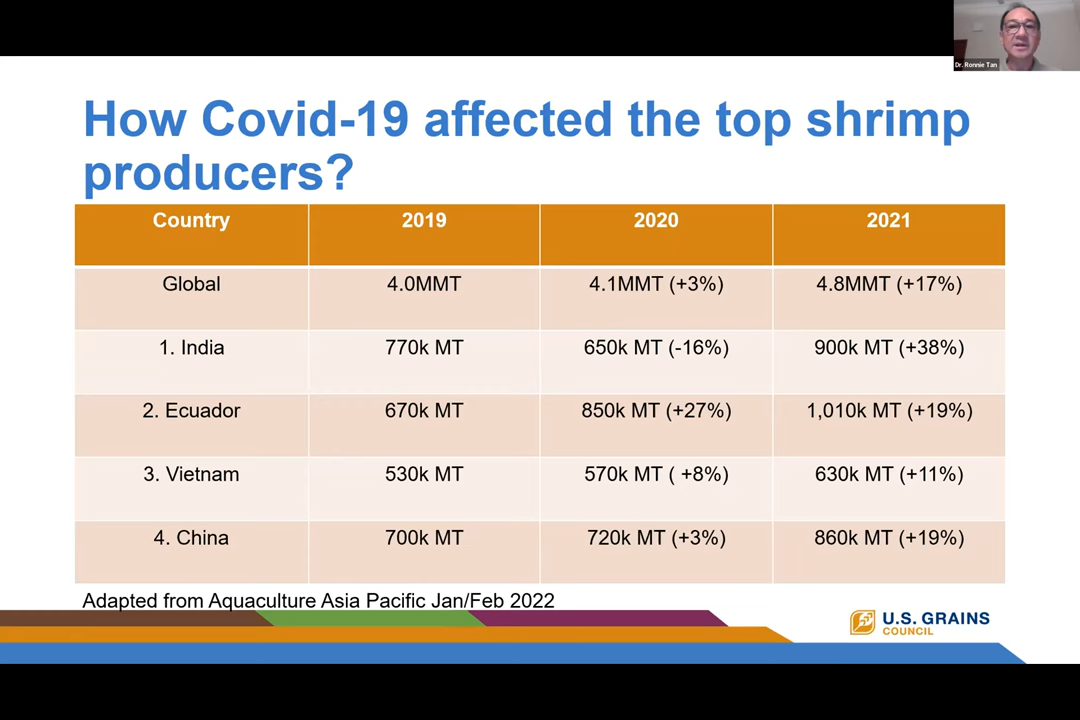 Dr. Ronnie Tan
How Covid-19 affected the top shrimp
producers?
Country 2019 2020 2021
Global 4.0MMT 4.1MMT (+3%) 4.8MMT (+17%)
1. India 770k MT 650k MT (-16%) 900k MT (+38%)
2. Ecuador 670k MT 850k MT (+27%) 1,010k MT (+19%)
3. Vietnam 530k MT 570k MT ( +8%) 630k MT (+11%)
4. China 700k MT 720k MT (+3%) 860k MT (+19%)
Adapted from Aquaculture Asia Pacific Jan/Feb 2022
U.S. GRAINS
COUNCIL